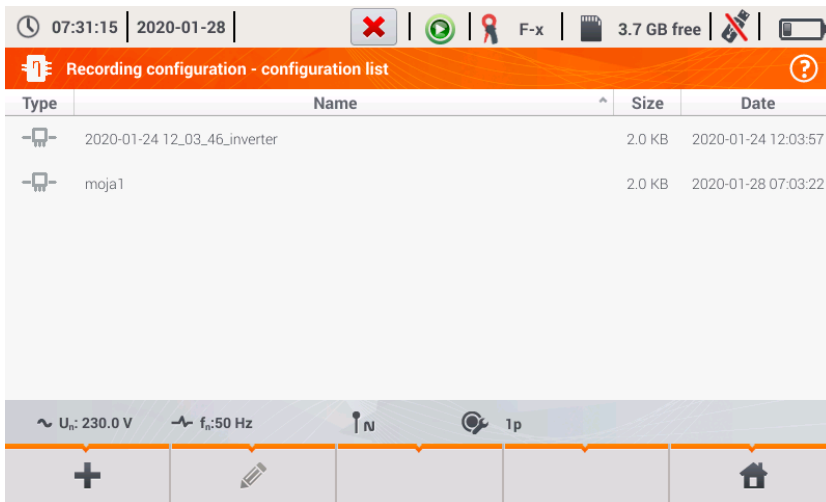 07:31:15 2020-01-28 F-x 3.7 GB free
Recording configuration - configuration list ?
Type Name Size Date
2020-01-24 12_03_46_inverter 2.0 KB 2020-01-24 12:03:57
moja1 2.0 KB 2020-01-28 07:03:22
Uₙ: 230.0 V fₙ:50 Hz N 1p